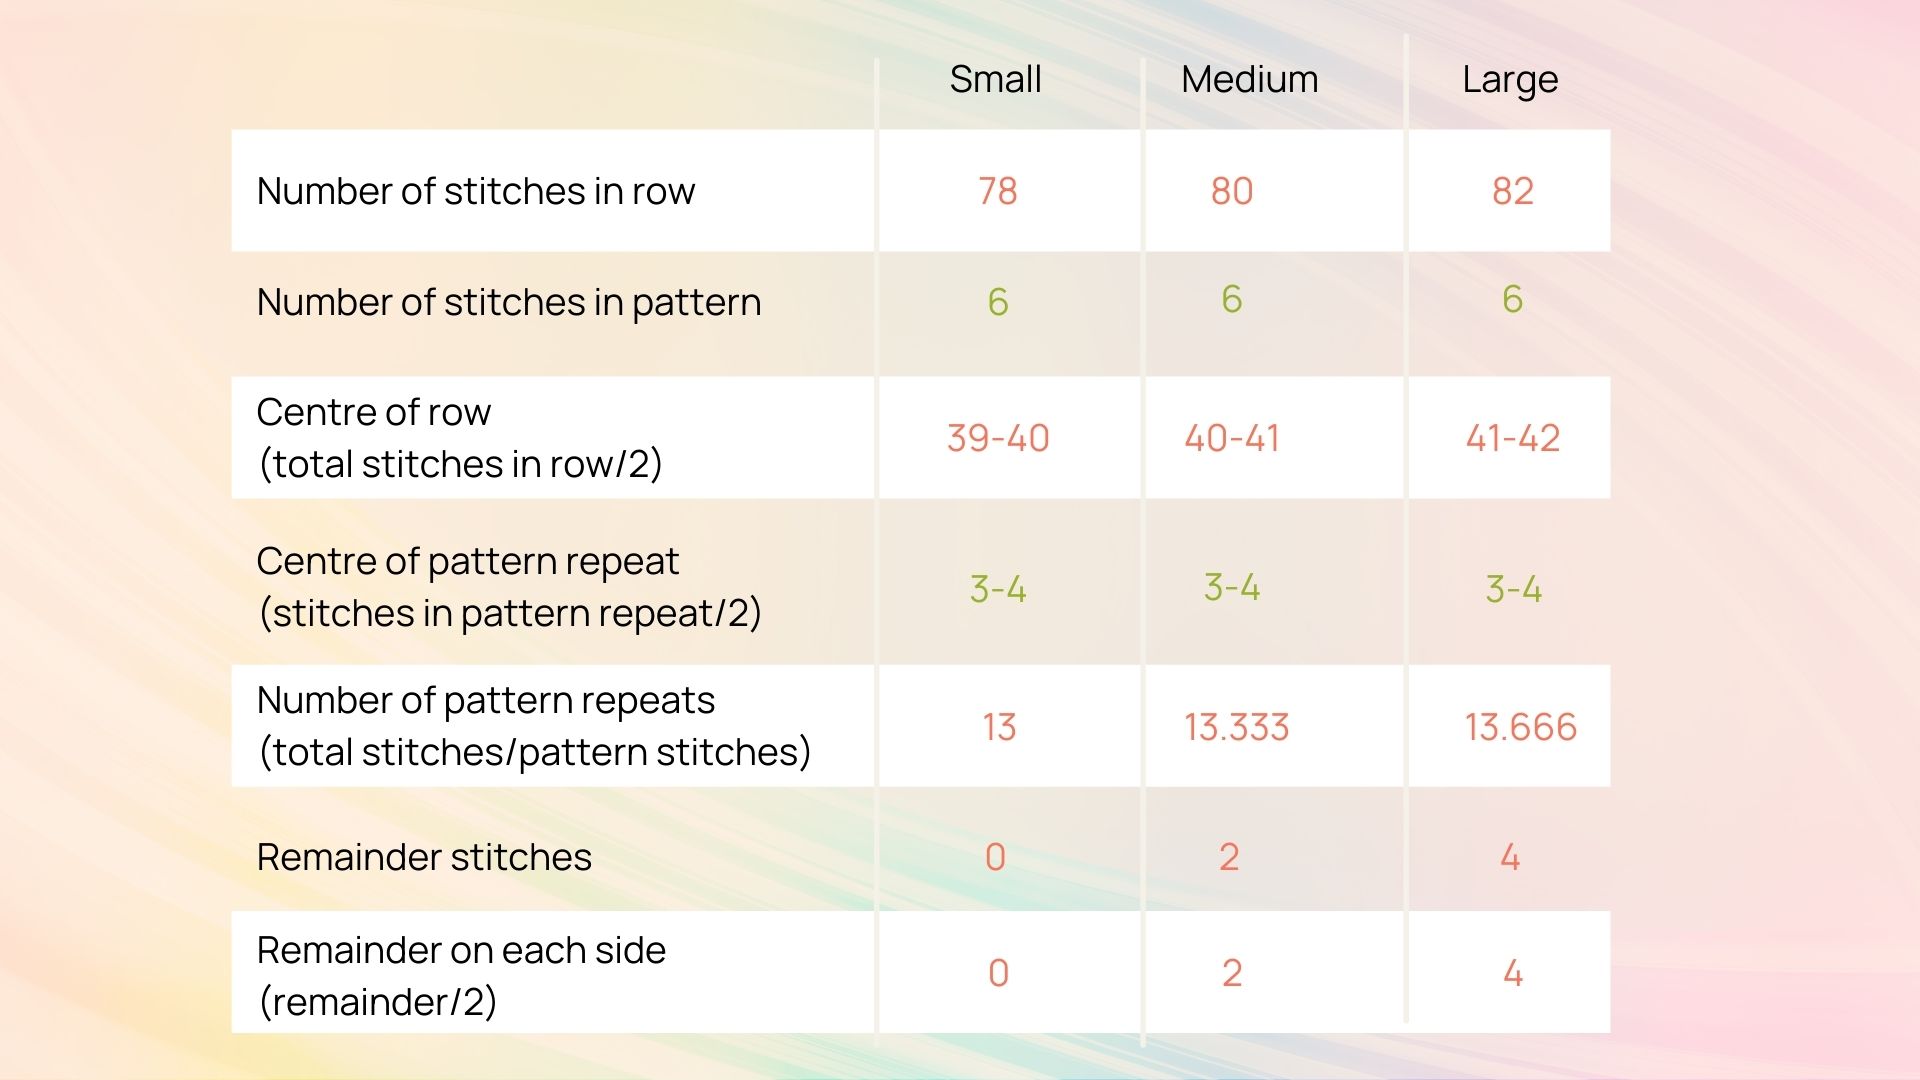 Small Medium Large
Number of stitches in row 78 80 82
Number of stitches in pattern 6 6 6
Centre of row
(total stitches in row/2) 39-40 40-41 41-42
Centre of pattern repeat
(stitches in pattern repeat/2) 3-4 3-4 3-4
Number of pattern repeats
(total stitches/pattern stitches) 13 13.333 13.666
Remainder stitches 0 2 4
Remainder on each side
(remainder/2) 0 2 4